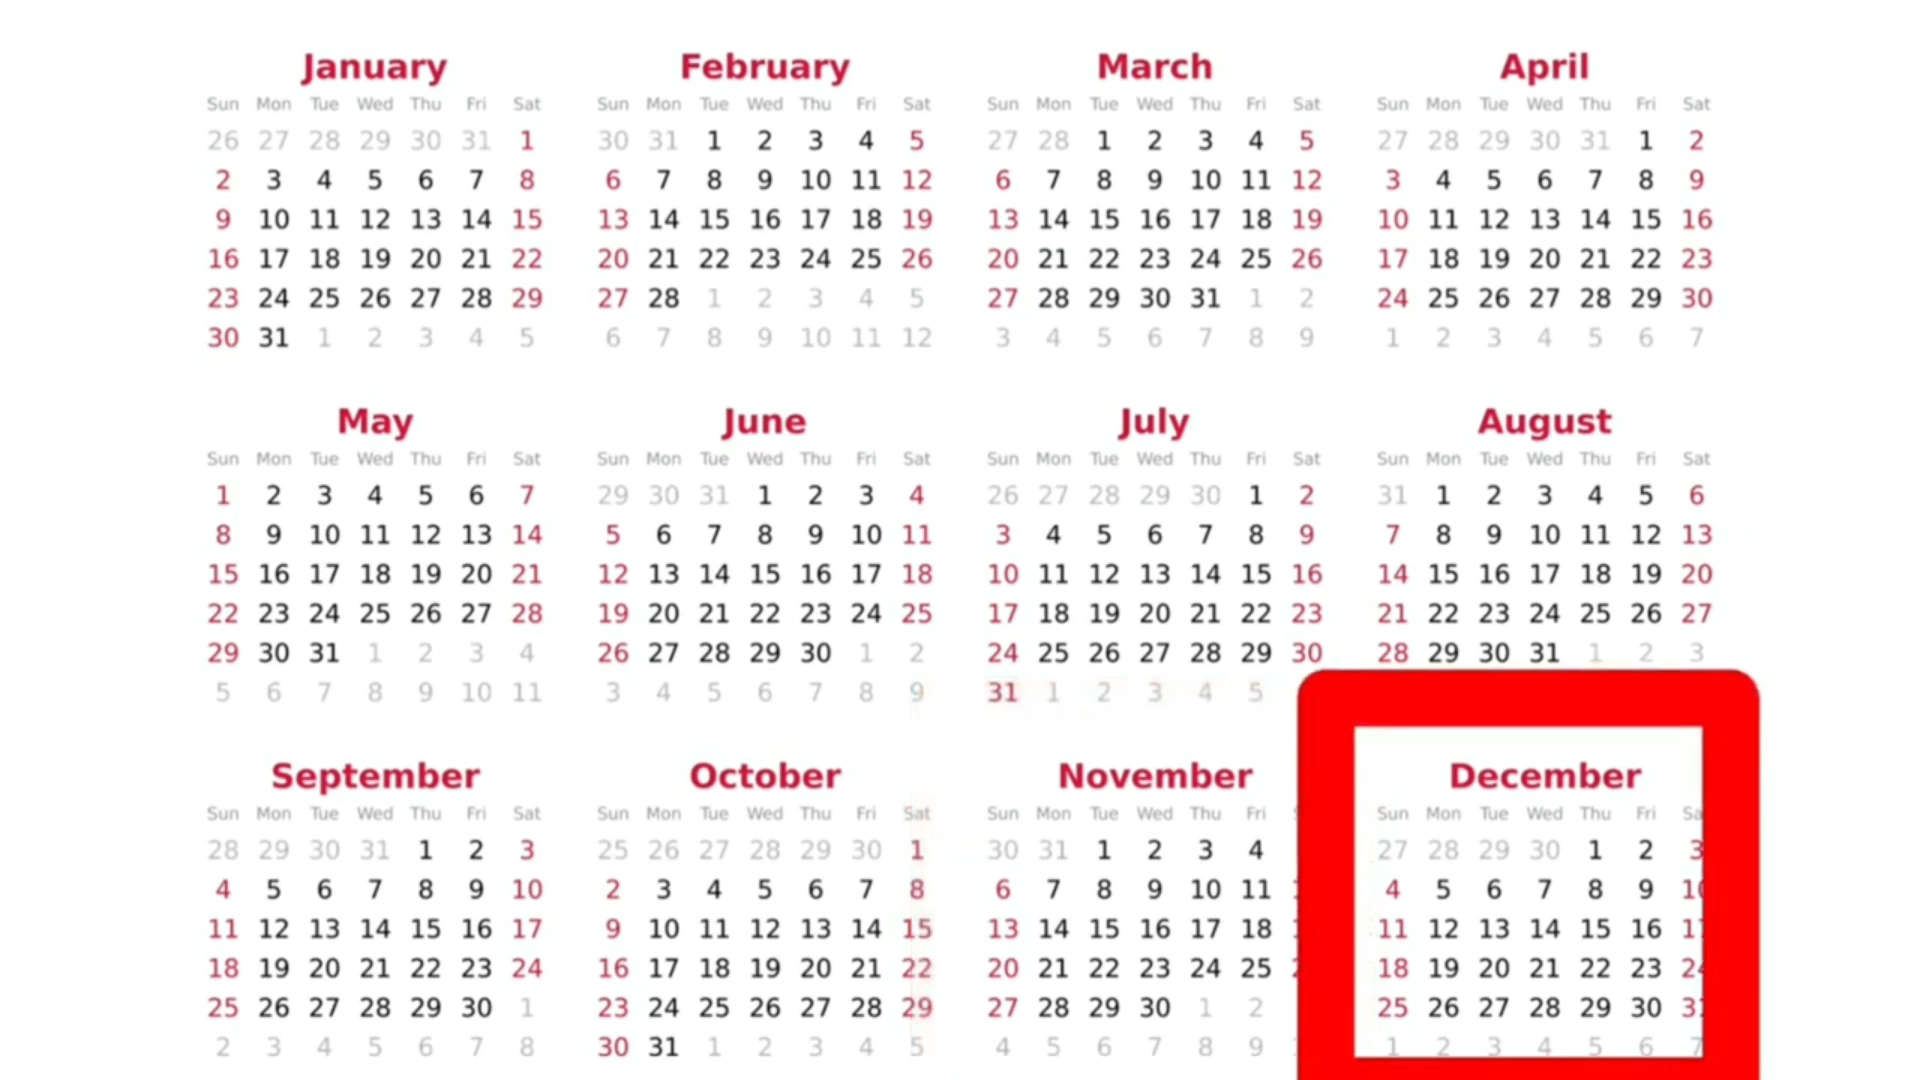 January February March April
Sun Mon Tue Wed Thu Fri Sat Sun Mon Tue Wed Thu Fri Sat Sun Mon Tue Wed Thu Fri Sat Sun Mon Tue Wed Thu Fri Sat
26 27 28 29 30 31 1 30 31 1 2 3 4 5 27 28 1 2 3 4 5 27 28 29 30 31 1 2
2 3 4 5 6 7 8 6 7 8 9 10 11 12 6 7 8 9 10 11 12 3 4 5 6 7 8 9
9 10 11 12 13 14 15 13 14 15 16 17 18 19 13 14 15 16 17 18 19 10 11 12 13 14 15 16
16 17 18 19 20 21 22 20 21 22 23 24 25 26 20 21 22 23 24 25 26 17 18 19 20 21 22 23
23 24 25 26 27 28 29 27 28 1 2 3 4 5 27 28 29 30 31 1 2 24 25 26 27 28 29 30
30 31 1 2 3 4 5 6 7 8 9 10 11 12 3 4 5 6 7 8 9 1 2 3 4 5 6 7
May June July August
Sun Mon Tue Wed Thu Fri Sat Sun Mon Tue Wed Thu Fri Sat Sun Mon Tue Wed Thu Fri Sat Sun Mon Tue Wed Thu Fri Sat
1 2 3 4 5 6 7 29 30 31 1 2 3 4 26 27 28 29 30 1 2 31 1 2 3 4 5 6
8 9 10 11 12 13 14 5 6 7 8 9 10 11 3 4 5 6 7 8 9 7 8 9 10 11 12 13
15 16 17 18 19 20 21 12 13 14 15 16 17 18 10 11 12 13 14 15 16 14 15 16 17 18 19 20
22 23 24 25 26 27 28 19 20 21 22 23 24 25 17 18 19 20 21 22 23 21 22 23 24 25 26 27
29 30 31 1 2 3 4 26 27 28 29 30 1 2 24 25 26 27 28 29 30 28 29 30 31 1 2 3
5 6 7 8 9 10 11 3 4 5 6 7 8 9 31 1 2 3 4 5
September October November December
Sun Mon Tue Wed Thu Fri Sat Sun Mon Tue Wed Thu Fri Sat Sun Mon Tue Wed Thu Fri Sun Mon Tue Wed Thu Fri Sa
28 29 30 31 1 2 3 25 26 27 28 29 30 1 30 31 1 2 3 4 27 28 29 30 1 2 3
4 5 6 7 8 9 10 2 3 4 5 6 7 8 6 7 8 9 10 11 4 5 6 7 8 9 10
11 12 13 14 15 16 17 9 10 11 12 13 14 15 13 14 15 16 17 18 11 12 13 14 15 16 17
18 19 20 21 22 23 24 16 17 18 19 20 21 22 20 21 22 23 24 25 18 19 20 21 22 23 24
25 26 27 28 29 30 1 23 24 25 26 27 28 29 27 28 29 30 1 2 25 26 27 28 29 30 31
2 3 4 5 6 7 8 30 31 1 2 3 4 5 4 5 6 7 8 9 1 2 3 4 5 6 7